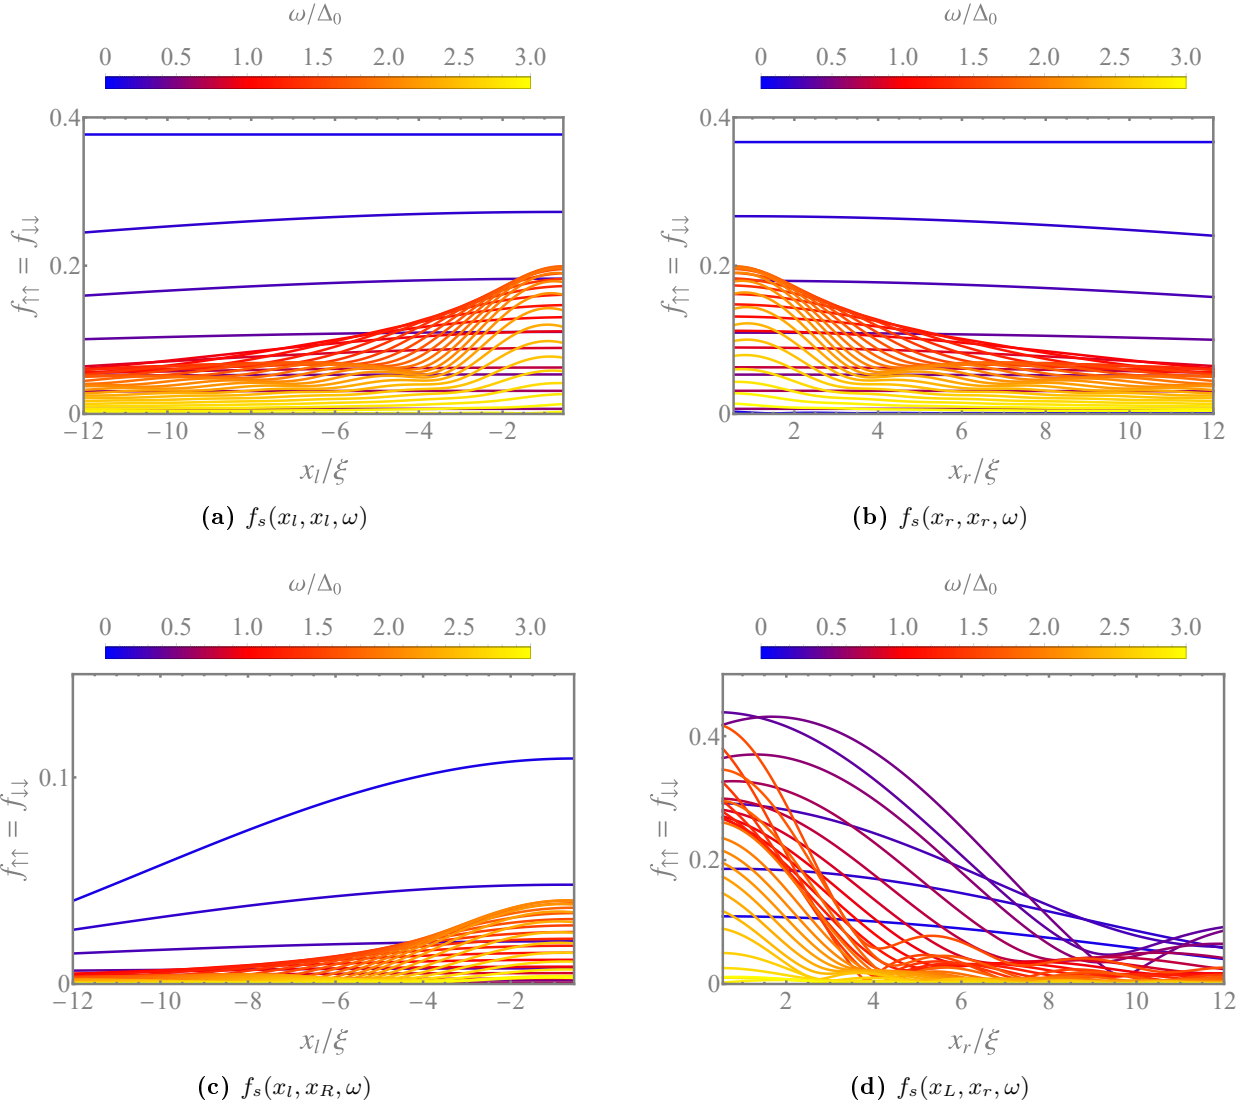 ω/Δ₀ ω/Δ₀
0 0.5 1.0 1.5 2.0 2.5 3.0 0 0.5 1.0 1.5 2.0 2.5 3.0
0.4 0.4
f↑↑ = f↓↓ f↑↑ = f↓↓
0.2 0.2
0 0
−12 −10 −8 −6 −4 −2 2 4 6 8 10 12
xₗ/ξ xᵣ/ξ
(a) fₛ(xₗ, xₗ, ω) (b) fₛ(xᵣ, xᵣ, ω)
ω/Δ₀ ω/Δ₀
0 0.5 1.0 1.5 2.0 2.5 3.0 0 0.5 1.0 1.5 2.0 2.5 3.0
0.4
0.1
f↑↑ = f↓↓ f↑↑ = f↓↓
0.2
0 0
−12 −10 −8 −6 −4 −2 2 4 6 8 10 12
xₗ/ξ xᵣ/ξ
(c) fₛ(xₗ, x_R, ω) (d) fₛ(x_L, xᵣ, ω)